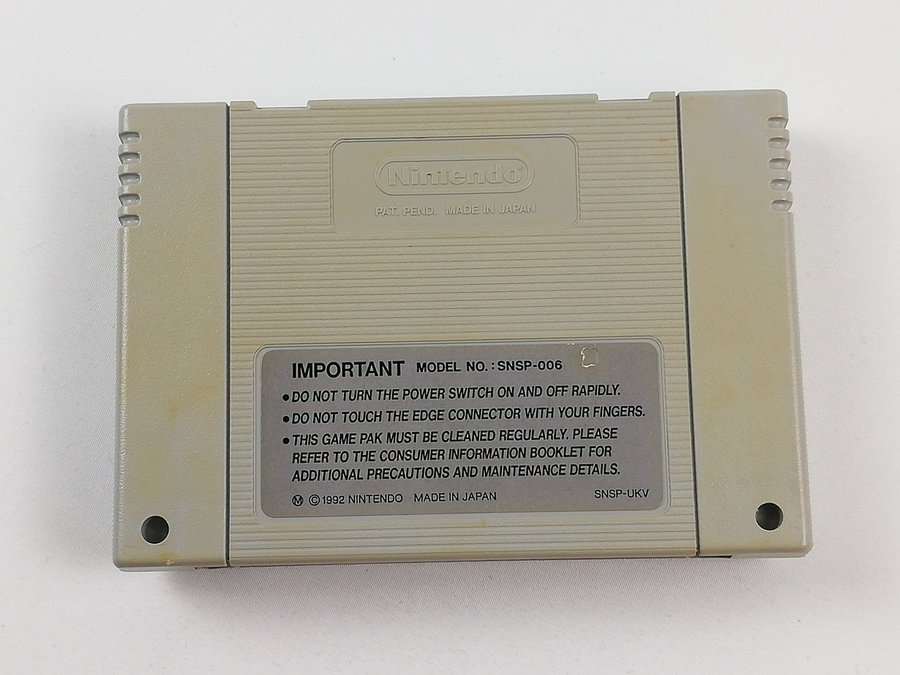 Nintendo
PAT. PEND. MADE IN JAPAN
IMPORTANT MODEL NO. : SNSP-006
• DO NOT TURN THE POWER SWITCH ON AND OFF RAPIDLY.
• DO NOT TOUCH THE EDGE CONNECTOR WITH YOUR FINGERS.
• THIS GAME PAK MUST BE CLEANED REGULARLY. PLEASE
REFER TO THE CONSUMER INFORMATION BOOKLET FOR
ADDITIONAL PRECAUTIONS AND MAINTENANCE DETAILS.
Ⓜ ©1992 NINTENDO MADE IN JAPAN SNSP-UKV